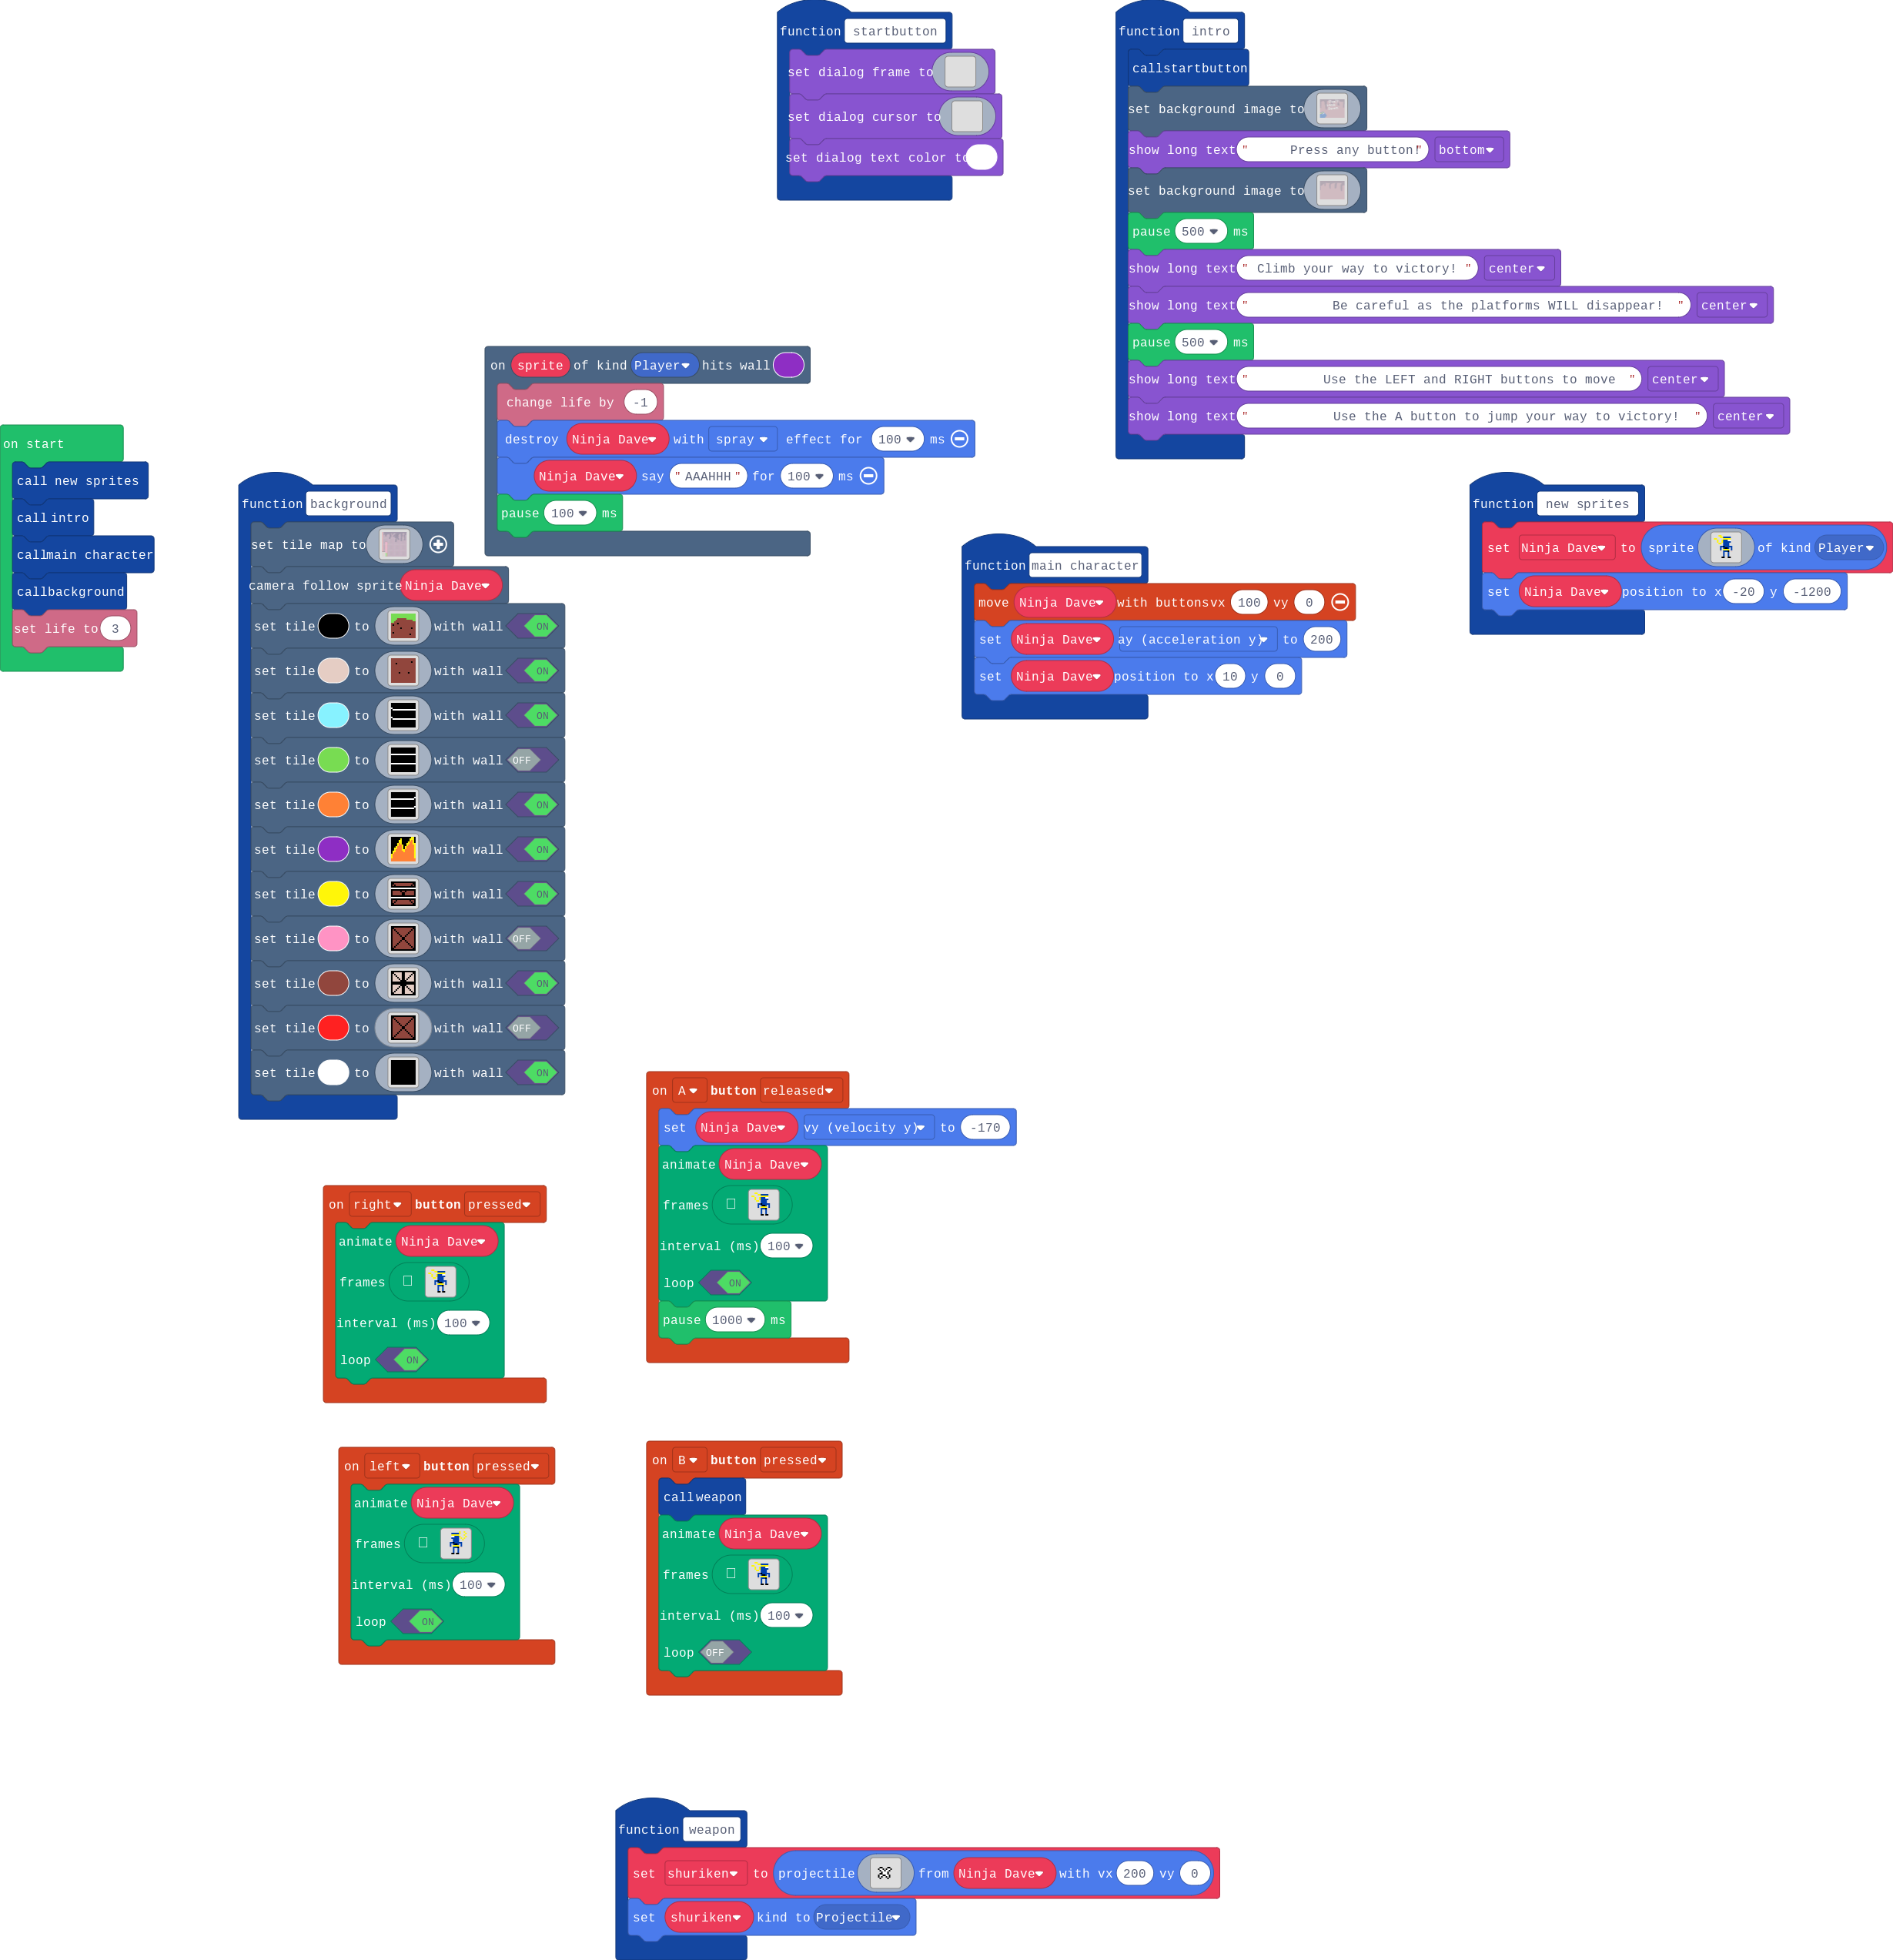 function startbutton
set dialog frame to
set dialog cursor to
set dialog text color to
function intro
call startbutton
set background image to
show long text " Press any button! " bottom
set background image to
pause 500 ms
show long text " Climb your way to victory! " center
show long text " Be careful as the platforms WILL disappear! " center
pause 500 ms
show long text " Use the LEFT and RIGHT buttons to move " center
show long text " Use the A button to jump your way to victory! " center
on sprite of kind Player hits wall
change life by -1
destroy Ninja Dave with spray effect for 100 ms
Ninja Dave say " AAAHHH " for 100 ms
pause 100 ms
on start
call new sprites
call intro
call main character
call background
set life to 3
function background
set tile map to
camera follow sprite Ninja Dave
set tile to with wall ON
set tile to with wall ON
set tile to with wall ON
set tile to with wall OFF
set tile to with wall ON
set tile to with wall ON
set tile to with wall ON
set tile to with wall OFF
set tile to with wall ON
set tile to with wall OFF
set tile to with wall ON
function main character
move Ninja Dave with buttons vx 100 vy 0
set Ninja Dave ay (acceleration y) to 200
set Ninja Dave position to x 10 y 0
function new sprites
set Ninja Dave to sprite of kind Player
set Ninja Dave position to x -20 y -1200
on A button released
set Ninja Dave vy (velocity y) to -170
animate Ninja Dave
frames
interval (ms) 100
loop ON
pause 1000 ms
on right button pressed
animate Ninja Dave
frames
interval (ms) 100
loop ON
on left button pressed
animate Ninja Dave
frames
interval (ms) 100
loop ON
on B button pressed
call weapon
animate Ninja Dave
frames
interval (ms) 100
loop OFF
function weapon
set shuriken to projectile from Ninja Dave with vx 200 vy 0
set shuriken kind to Projectile